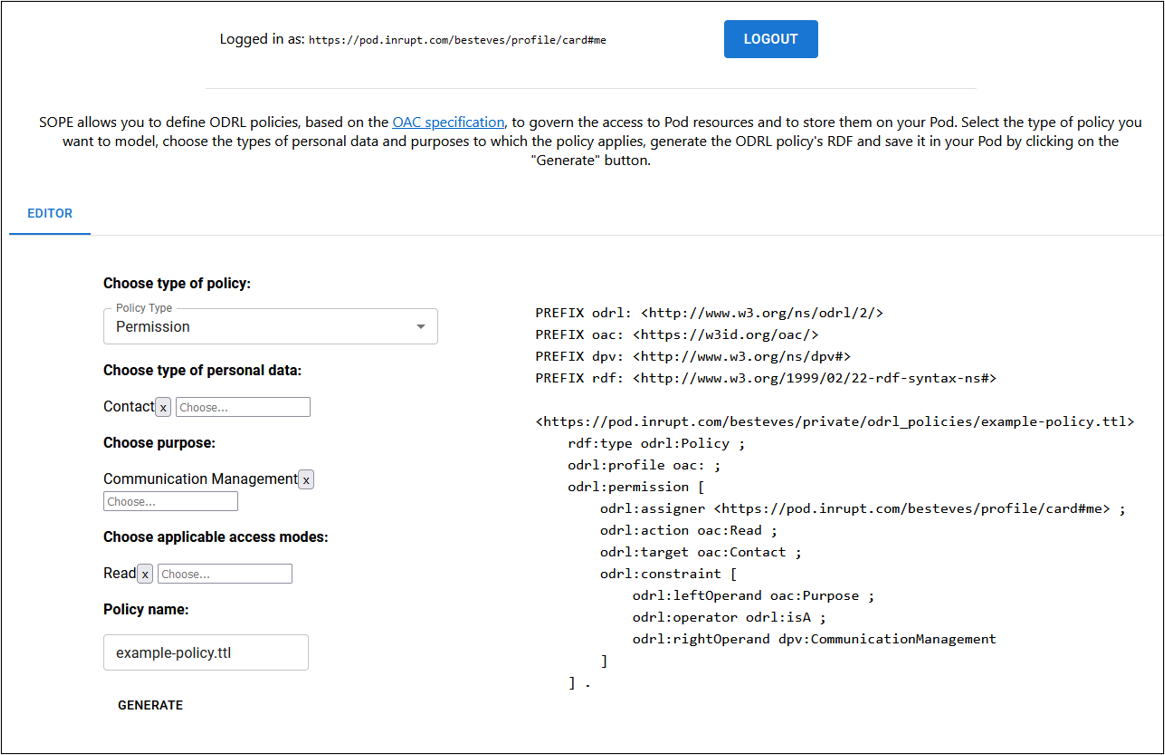 Logged in as: https://pod.inrupt.com/besteves/profile/card#me
LOGOUT
SOPE allows you to define ODRL policies, based on the OAC specification, to govern the access to Pod resources and to store them on your Pod. Select the type of policy you
want to model, choose the types of personal data and purposes to which the policy applies, generate the ODRL policy's RDF and save it in your Pod by clicking on the
"Generate" button.
EDITOR
Choose type of policy:
Policy Type
Permission
Choose type of personal data:
Contact x Choose...
Choose purpose:
Communication Management x
Choose...
Choose applicable access modes:
Read x Choose...
Policy name:
example-policy.ttl
GENERATE
PREFIX odrl: <http://www.w3.org/ns/odrl/2/>
PREFIX oac: <https://w3id.org/oac/>
PREFIX dpv: <http://www.w3.org/ns/dpv#>
PREFIX rdf: <http://www.w3.org/1999/02/22-rdf-syntax-ns#>
<https://pod.inrupt.com/besteves/private/odrl_policies/example-policy.ttl>
rdf:type odrl:Policy ;
odrl:profile oac: ;
odrl:permission [
odrl:assigner <https://pod.inrupt.com/besteves/profile/card#me> ;
odrl:action oac:Read ;
odrl:target oac:Contact ;
odrl:constraint [
odrl:leftOperand oac:Purpose ;
odrl:operator odrl:isA ;
odrl:rightOperand dpv:CommunicationManagement
]
] .